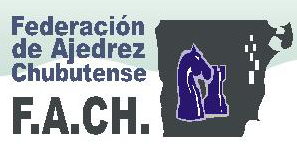 Federación
de Ajedrez
Chubutense
F.A.CH.